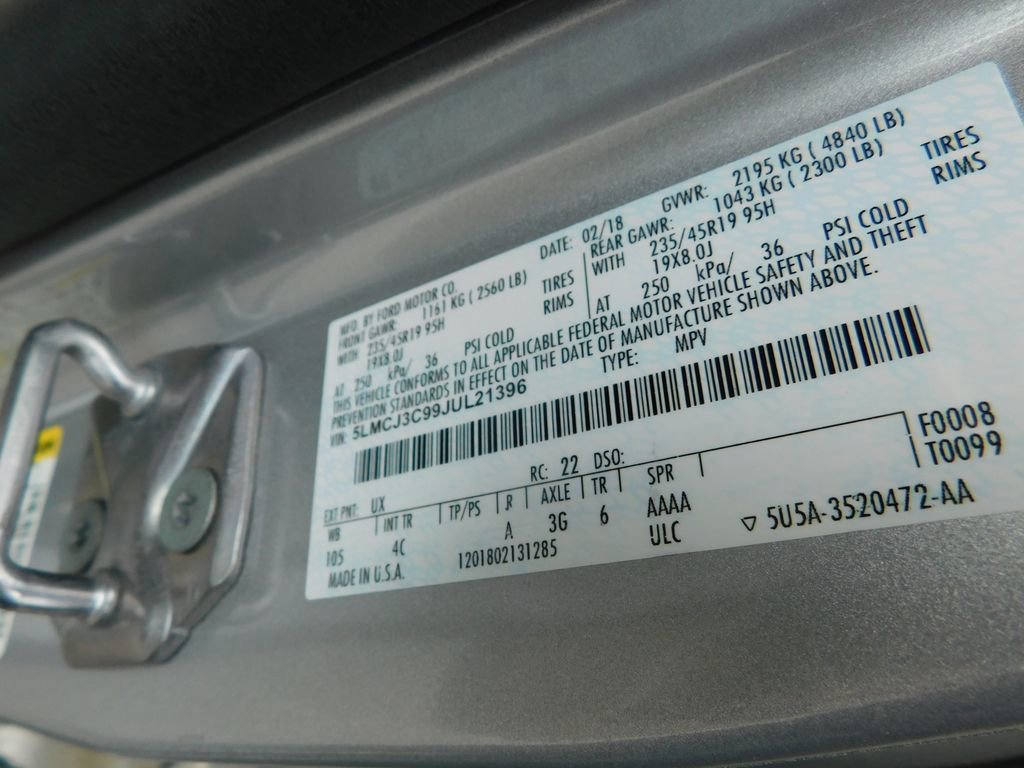 MFD. BY FORD MOTOR CO. DATE: 02/18 GVWR: 2195 KG ( 4840 LB)
FRONT GAWR: 1161 KG ( 2560 LB) REAR GAWR: 1043 KG ( 2300 LB)
WITH 235/45R19 95H TIRES WITH 235/45R19 95H TIRES
19X8.0J RIMS 19X8.0J RIMS
AT 250 kPa/ 36 PSI COLD AT 250 kPa/ 36 PSI COLD
THIS VEHICLE CONFORMS TO ALL APPLICABLE FEDERAL MOTOR VEHICLE SAFETY AND THEFT
PREVENTION STANDARDS IN EFFECT ON THE DATE OF MANUFACTURE SHOWN ABOVE.
VIN: 5LMCJ3C99JUL21396 TYPE: MPV
F0008
T0099
EXT PNT: UX RC: 22 DSO:
WB INT TR TP/PS R AXLE TR SPR
105 4C A 3G 6 AAAA
MADE IN U.S.A. 1201802131285 ULC
▽ 5U5A-3520472-AA